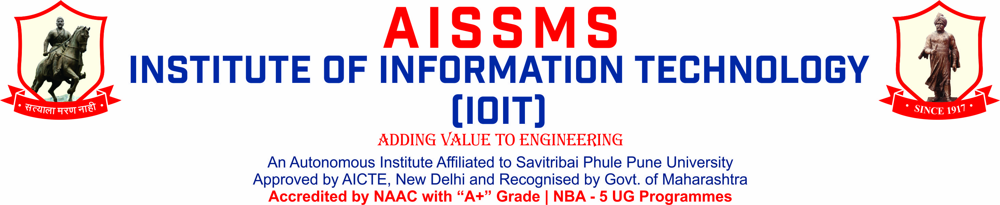 AISSMS
INSTITUTE OF INFORMATION TECHNOLOGY
(IOIT)
ADDING VALUE TO ENGINEERING
An Autonomous Institute Affiliated to Savitribai Phule Pune University
Approved by AICTE, New Delhi and Recognised by Govt. of Maharashtra
Accredited by NAAC with “A+” Grade | NBA - 5 UG Programmes
• सत्याला मरण नाही •
• SINCE 1917 •